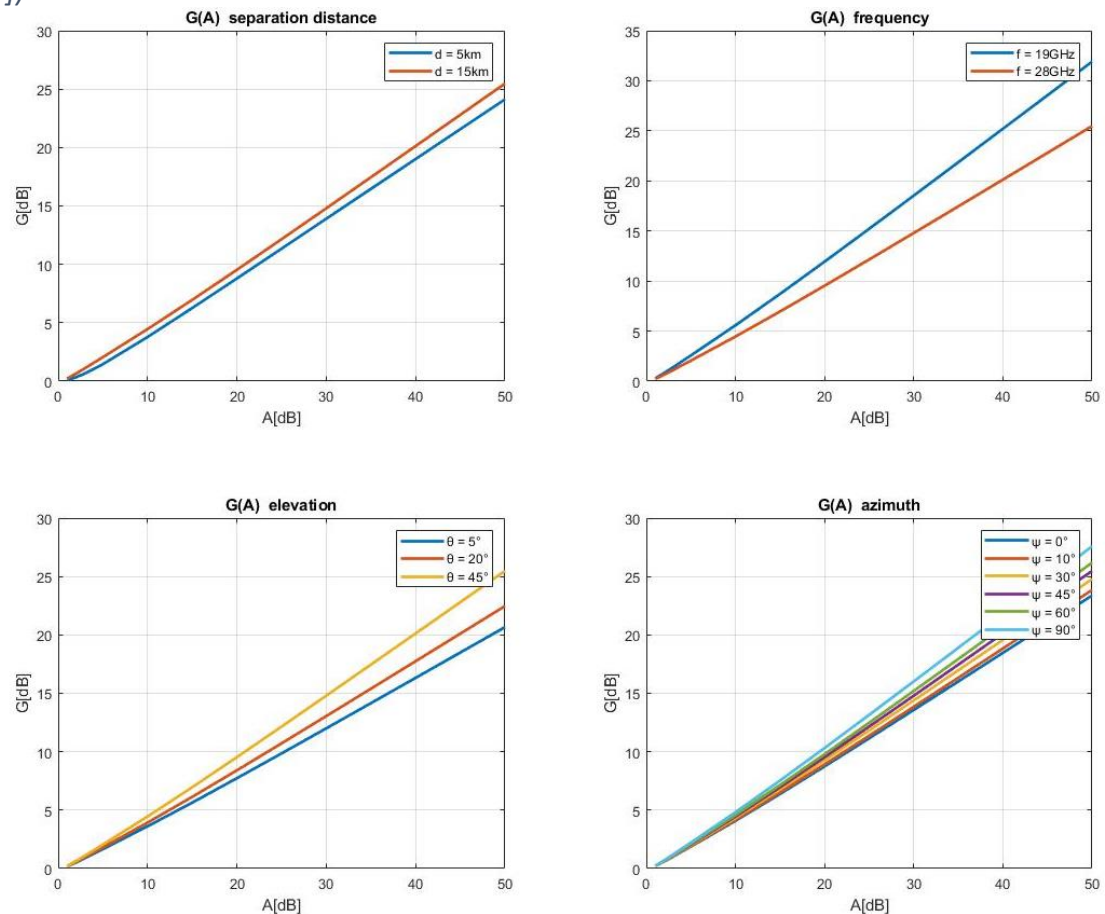 ])
G(A) separation distance
30
25
20
15
10
5
0
G[dB]
0 10 20 30 40 50
A[dB]
d = 5km
d = 15km
G(A) frequency
35
30
25
20
15
10
5
0
G[dB]
0 10 20 30 40 50
A[dB]
f = 19GHz
f = 28GHz
G(A) elevation
30
25
20
15
10
5
0
G[dB]
0 10 20 30 40 50
A[dB]
θ = 5°
θ = 20°
θ = 45°
G(A) azimuth
30
25
20
15
10
5
0
G[dB]
0 10 20 30 40 50
A[dB]
ψ = 0°
ψ = 10°
ψ = 30°
ψ = 45°
ψ = 60°
ψ = 90°